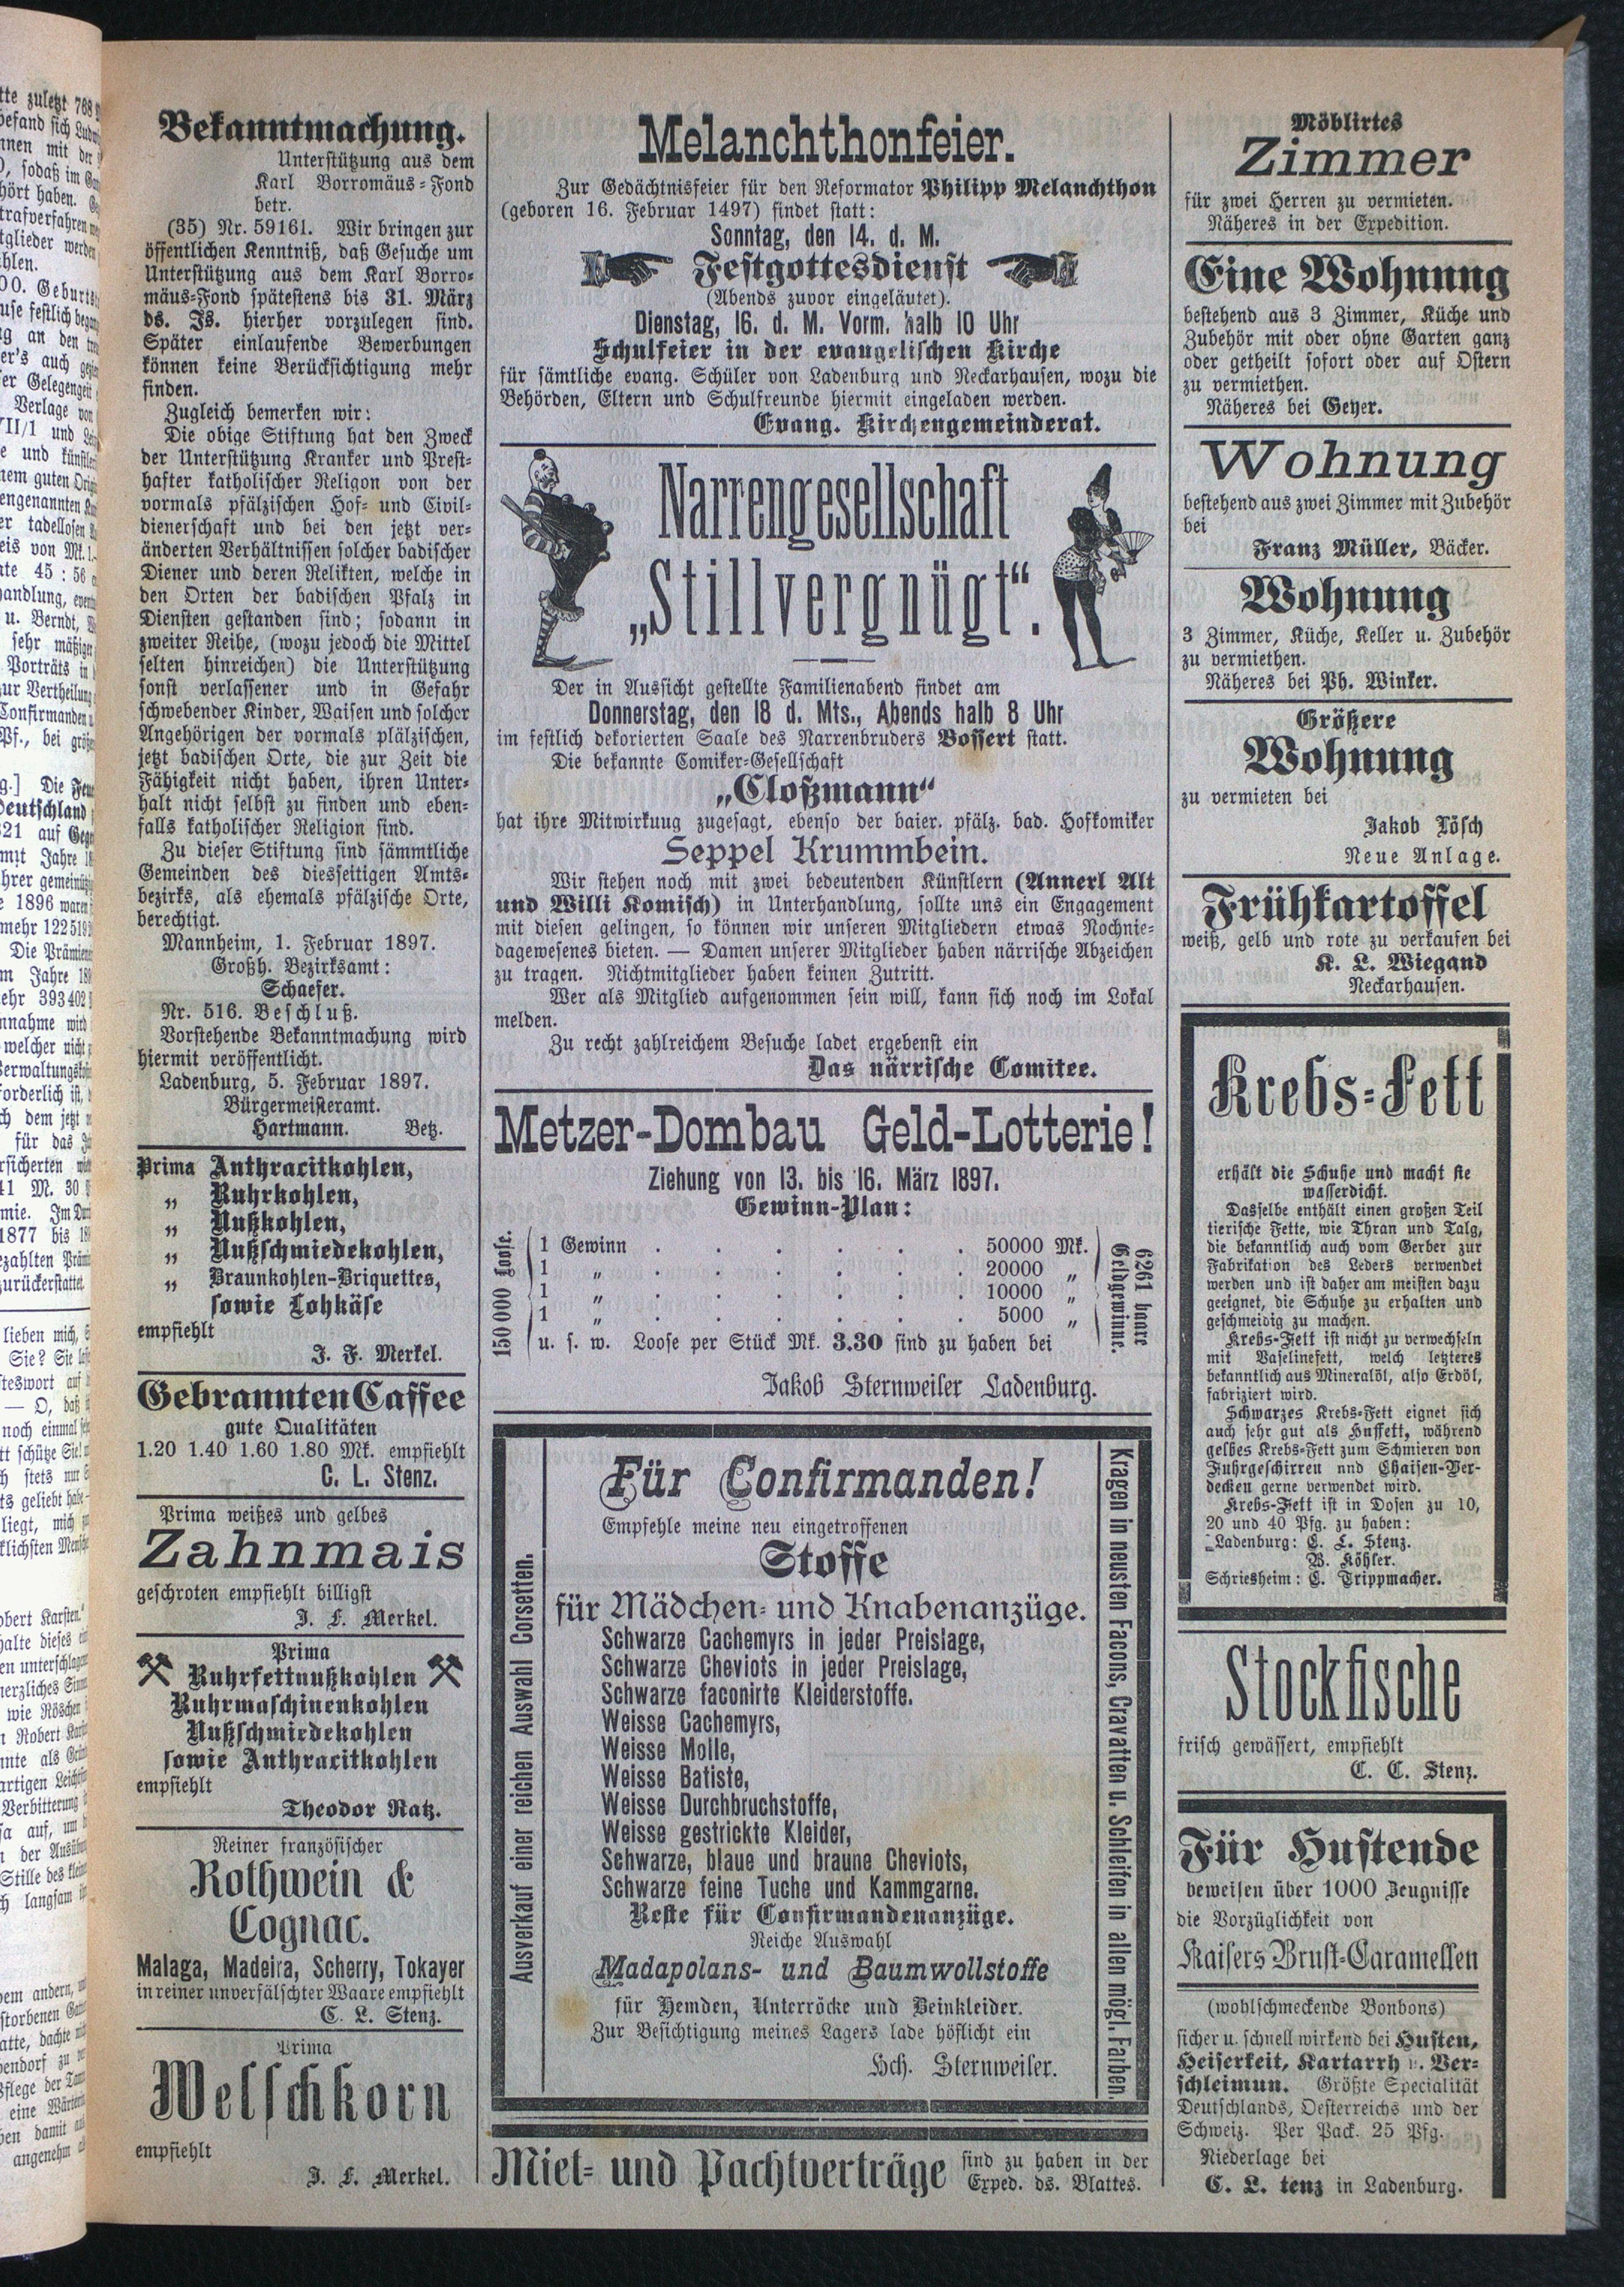 Bekanntmachung.
Unterstützung aus dem
Karl Borromäus-Fond
betr.
(35) Nr. 59161. Wir bringen zur
öffentlichen Kenntniß, daß Gesuche um
Unterstützung aus dem Karl Borro-
mäus-Fond spätestens bis 31. März
ds. Js. hierher vorzulegen sind.
Später einlaufende Bewerbungen
können keine Berücksichtigung mehr
finden.
Zugleich bemerken wir:
Die obige Stiftung hat den Zweck
der Unterstützung Kranker und Prest-
hafter katholischer Religon von der
vormals pfälzischen Hof- und Civil-
dienerschaft und bei den jetzt ver-
änderten Verhältnissen solcher badischer
Diener und deren Relikten, welche in
den Orten der badischen Pfalz in
Diensten gestanden sind; sodann in
zweiter Reihe, (wozu jedoch die Mittel
selten hinreichen) die Unterstützung
sonst verlassener und in Gefahr
schwebender Kinder, Waisen und solcher
Angehörigen der vormals plälzischen,
jetzt badischen Orte, die zur Zeit die
Fähigkeit nicht haben, ihren Unter-
halt nicht selbst zu finden und eben-
falls katholischer Religion sind.
Zu dieser Stiftung sind sämmtliche
Gemeinden des diesseitigen Amts-
bezirks, als ehemals pfälzische Orte,
berechtigt.
Mannheim, 1. Februar 1897.
Großh. Bezirksamt:
Schaefer.
Nr. 516. Beschluß.
Vorstehende Bekanntmachung wird
hiermit veröffentlicht.
Ladenburg, 5. Februar 1897.
Bürgermeisteramt.
Hartmann. Betz.
Prima Anthracitkohlen,
„ Ruhrkohlen,
„ Nußkohlen,
„ Nußschmiedekohlen,
„ Braunkohlen-Briquettes,
sowie Lohkäse
empfiehlt
J. F. Merkel.
Gebrannten Caffee
gute Qualitäten
1.20 1.40 1.60 1.80 Mk. empfiehlt
C. L. Stenz.
Prima weißes und gelbes
Zahnmais
geschroten empfiehlt billigst
J. F. Merkel.
Prima
Ruhrfettnußkohlen
Ruhrmaschinenkohlen
Nußschmiedekohlen
sowie Anthracitkohlen
empfiehlt
Theodor Ratz.
Reiner französischer
Rothwein &
Cognac.
Malaga, Madeira, Scherry, Tokayer
in reiner unverfälschter Waare empfiehlt
C. L. Stenz.
Prima
Welschkorn
empfiehlt
J. F. Merkel.
Melanchthonfeier.
Zur Gedächtnisfeier für den Reformator Philipp Melanchthon
(geboren 16. Februar 1497) findet statt:
Sonntag, den 14. d. M.
Festgottesdienst
(Abends zuvor eingeläutet).
Dienstag, 16. d. M. Vorm. halb 10 Uhr
Schulfeier in der evangelischen Kirche
für sämtliche evang. Schüler von Ladenburg und Neckarhausen, wozu die
Behörden, Eltern und Schulfreunde hiermit eingeladen werden.
Evang. Kirchengemeinderat.
Narrengesellschaft
„Stillvergnügt“.
Der in Aussicht gestellte Familienabend findet am
Donnerstag, den 18 d. Mts., Abends halb 8 Uhr
im festlich dekorierten Saale des Narrenbruders Bossert statt.
Die bekannte Comiker-Gesellschaft
„Cloßmann“
hat ihre Mitwirkuug zugesagt, ebenso der baier. pfälz. bad. Hofkomiker
Seppel Krummbein.
Wir stehen noch mit zwei bedeutenden Künstlern (Annerl Alt
und Willi Komisch) in Unterhandlung, sollte uns ein Engagement
mit diesen gelingen, so können wir unseren Mitgliedern etwas Nochnie-
dagewesenes bieten. — Damen unserer Mitglieder haben närrische Abzeichen
zu tragen. Nichtmitglieder haben keinen Zutritt.
Wer als Mitglied aufgenommen sein will, kann sich noch im Lokal
melden.
Zu recht zahlreichem Besuche ladet ergebenst ein
Das närrische Comitee.
Metzer-Dombau Geld-Lotterie!
Ziehung von 13. bis 16. März 1897.
Gewinn-Plan:
150 000 Loose.
1 Gewinn . . . . . . 50000 Mk.
1 „ . . . . . . 20000 „
1 „ . . . . . . 10000 „
1 „ . . . . . . 5000 „
u. s. w. Loose per Stück Mk. 3.30 sind zu haben bei
6261 baare
Geldgewinne.
Jakob Sternweiler Ladenburg.
Ausverkauf einer reichen Auswahl Corsetten.
Für Confirmanden!
Empfehle meine neu eingetroffenen
Stoffe
für Mädchen- und Knabenanzüge.
Schwarze Cachemyrs in jeder Preislage,
Schwarze Cheviots in jeder Preislage,
Schwarze faconirte Kleiderstoffe.
Weisse Cachemyrs,
Weisse Molle,
Weisse Batiste,
Weisse Durchbruchstoffe,
Weisse gestrickte Kleider,
Schwarze, blaue und braune Cheviots,
Schwarze feine Tuche und Kammgarne.
Reste für Confirmandenanzüge.
Reiche Auswahl
Madapolans- und Baumwollstoffe
für Hemden, Unterröcke und Beinkleider.
Zur Besichtigung meines Lagers lade höflicht ein
Hch. Sternweiler.
Kragen in neusten Facons, Cravatten u. Schleifen in allen mögl. Farben.
Miet- und Pachtverträge sind zu haben in der
Exped. ds. Blattes.
Möblirtes
Zimmer
für zwei Herren zu vermieten.
Näheres in der Expedition.
Eine Wohnung
bestehend aus 3 Zimmer, Küche und
Zubehör mit oder ohne Garten ganz
oder getheilt sofort oder auf Ostern
zu vermiethen.
Näheres bei Geyer.
Wohnung
bestehend aus zwei Zimmer mit Zubehör
bei
Franz Müller, Bäcker.
Wohnung
3 Zimmer, Küche, Keller u. Zubehör
zu vermiethen.
Näheres bei Ph. Winker.
Größere
Wohnung
zu vermieten bei
Jakob Lösch
Neue Anlage.
Frühkartoffel
weiß, gelb und rote zu verkaufen bei
K. L. Wiegand
Neckarhausen.
Krebs-Fett
erhält die Schuhe und macht sie
wasserdicht.
Dasselbe enthält einen großen Teil
tierische Fette, wie Thran und Talg,
die bekanntlich auch vom Gerber zur
Fabrikation des Leders verwendet
werden und ist daher am meisten dazu
geeignet, die Schuhe zu erhalten und
geschmeidig zu machen.
Krebs-Fett ist nicht zu verwechseln
mit Vaselinefett, welch letzteres
bekanntlich aus Mineralöl, also Erdöl,
fabriziert wird.
Schwarzes Krebs-Fett eignet sich
auch sehr gut als Huffett, während
gelbes Krebs-Fett zum Schmieren von
Fuhrgeschirren nnd Chaisen-Ver-
decken gerne verwendet wird.
Krebs-Fett ist in Dosen zu 10,
20 und 40 Pfg. zu haben:
Ladenburg: C. L. Stenz.
W. Köhler.
Schriesheim: C. Trippmacher.
Stockfische
frisch gewässert, empfiehlt
C. C. Stenz.
Für Hustende
beweisen über 1000 Zeugnisse
die Vorzüglichkeit von
Kaisers Brust-Caramellen
(wohlschmeckende Bonbons)
sicher u. schnell wirkend bei Husten,
Heiserkeit, Kartarrh u. Ver-
schleimun. Größte Specialität
Deutschlands, Oesterreichs und der
Schweiz. Per Pack. 25 Pfg.
Niederlage bei
C. L. tenz in Ladenburg.